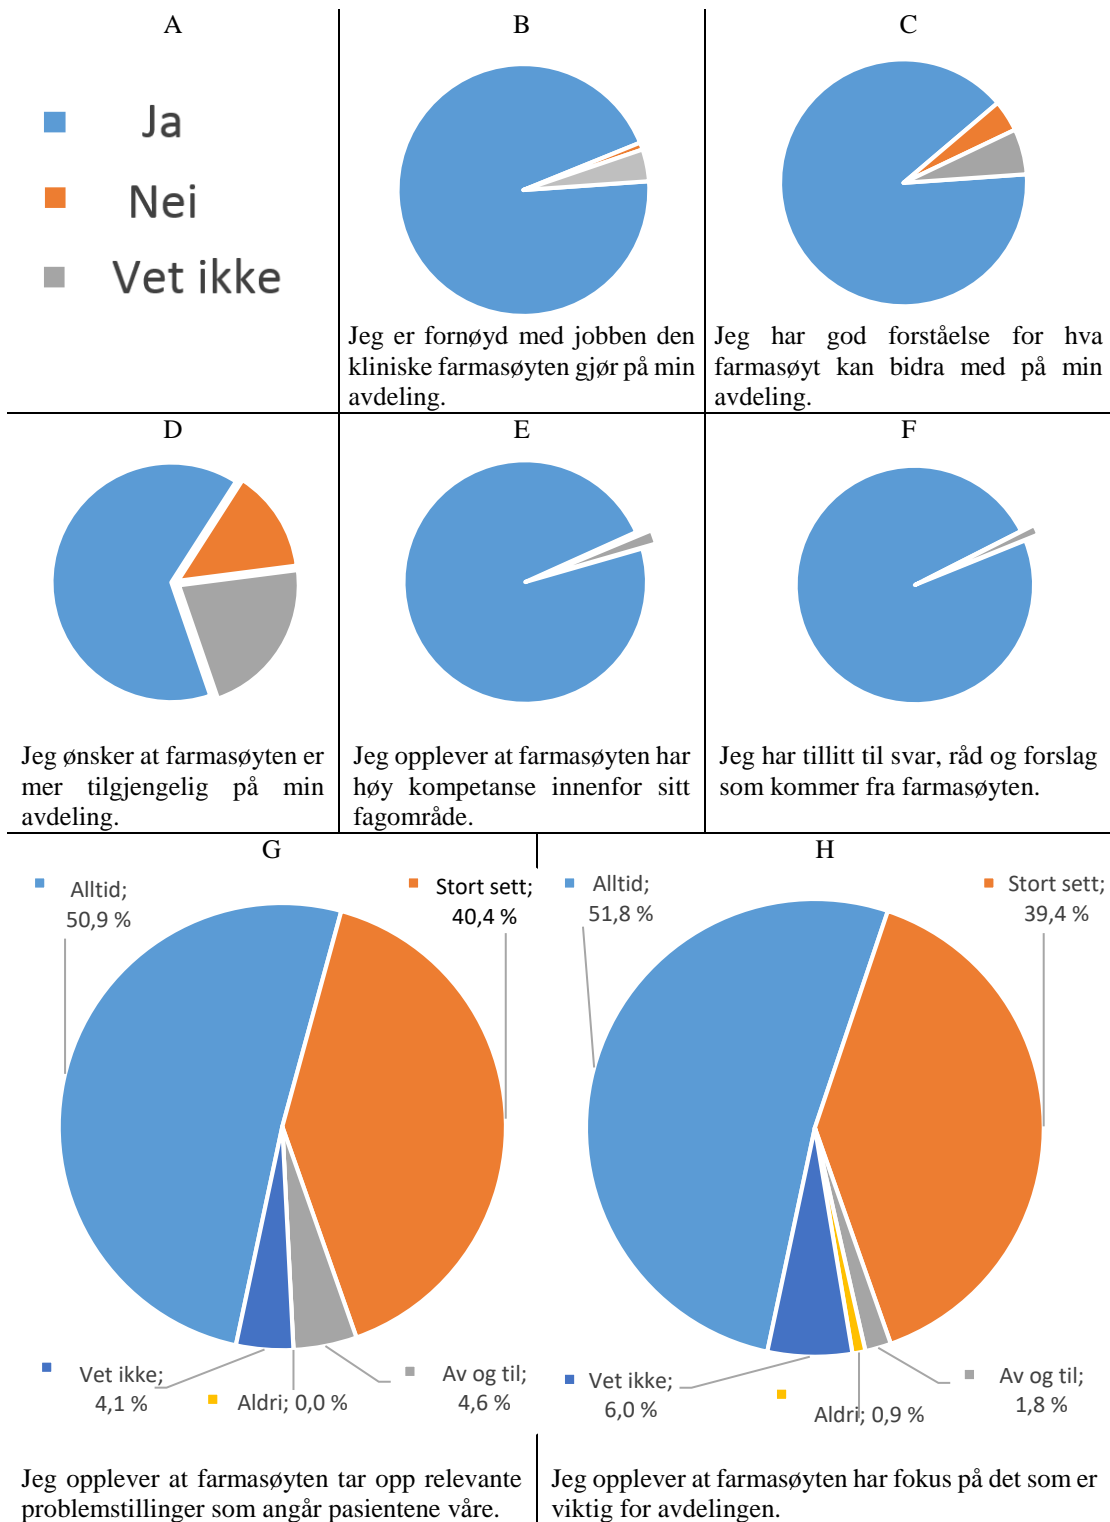 A
Ja
Nei
Vet ikke
B
Jeg er fornøyd med jobben den
kliniske farmasøyten gjør på min
avdeling.
C
Jeg har god forståelse for hva
farmasøyt kan bidra med på min
avdeling.
D
Jeg ønsker at farmasøyten er
mer tilgjengelig på min
avdeling.
E
Jeg opplever at farmasøyten har
høy kompetanse innenfor sitt
fagområde.
F
Jeg har tillitt til svar, råd og forslag
som kommer fra farmasøyten.
G
Alltid;
50,9 %
Stort sett;
40,4 %
Vet ikke;
4,1 %
Aldri; 0,0 %
Av og til;
4,6 %
Jeg opplever at farmasøyten tar opp relevante
problemstillinger som angår pasientene våre.
H
Alltid;
51,8 %
Stort sett;
39,4 %
Vet ikke;
6,0 %
Aldri; 0,9 %
Av og til;
1,8 %
Jeg opplever at farmasøyten har fokus på det som er
viktig for avdelingen.